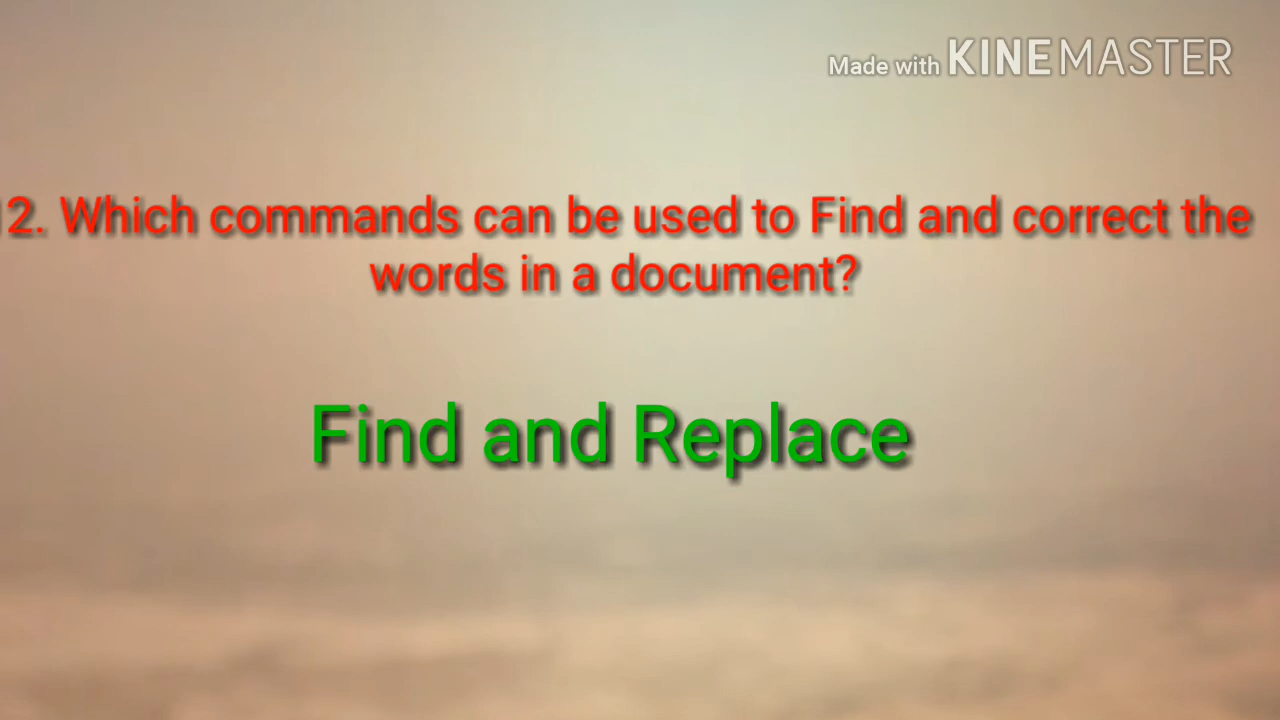 Made with KINEMASTER
12. Which commands can be used to Find and correct the
words in a document?
Find and Replace